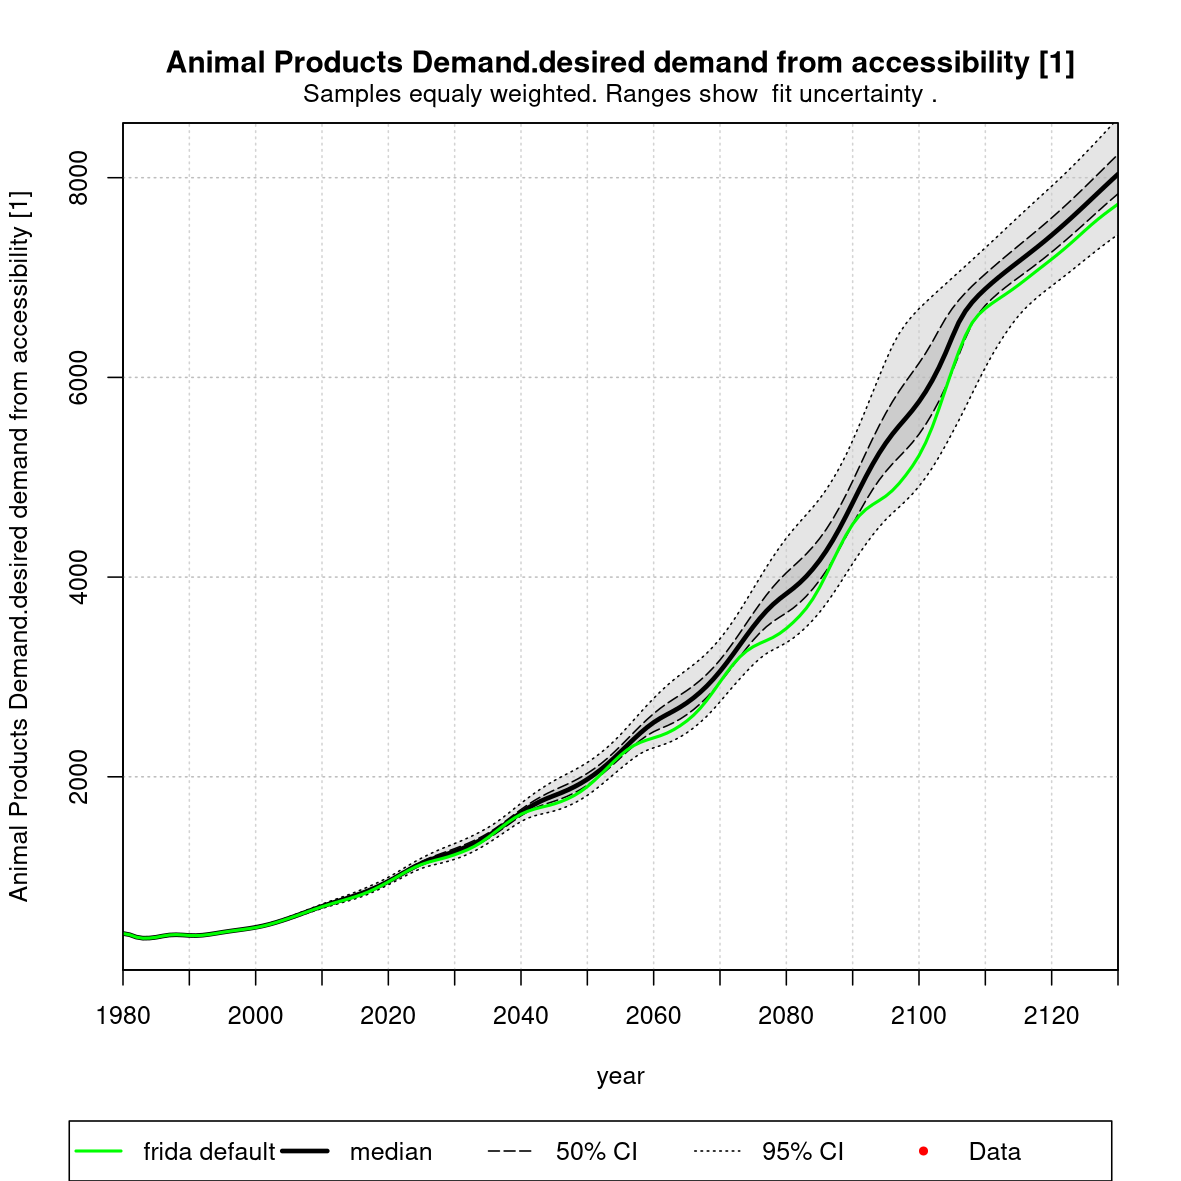 Animal Products Demand.desired demand from accessibility [1]
Samples equaly weighted. Ranges show  fit uncertainty .
Animal Products Demand.desired demand from accessibility [1]
8000
6000
4000
2000
1980 2000 2020 2040 2060 2080 2100 2120
year
frida default median 50% CI 95% CI Data